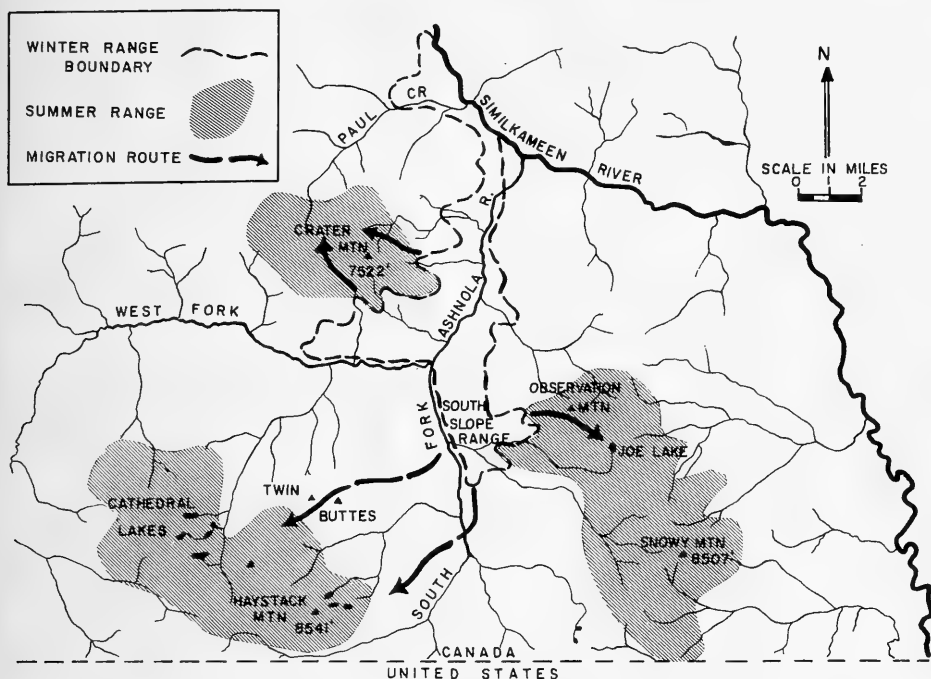 WINTER RANGE
BOUNDARY
SUMMER RANGE
MIGRATION ROUTE
N
SCALE IN MILES
0 2
PAUL CR
SIMILKAMEEN
RIVER
CRATER
MTN
7522'
ASHNOLA R.
WEST FORK
OBSERVATION
MTN
JOE LAKE
SOUTH
SLOPE
RANGE
SOUTH FORK
TWIN
BUTTES
CATHEDRAL
LAKES
SNOWY MTN
8507'
HAYSTACK
MTN
8541'
CANADA
UNITED STATES